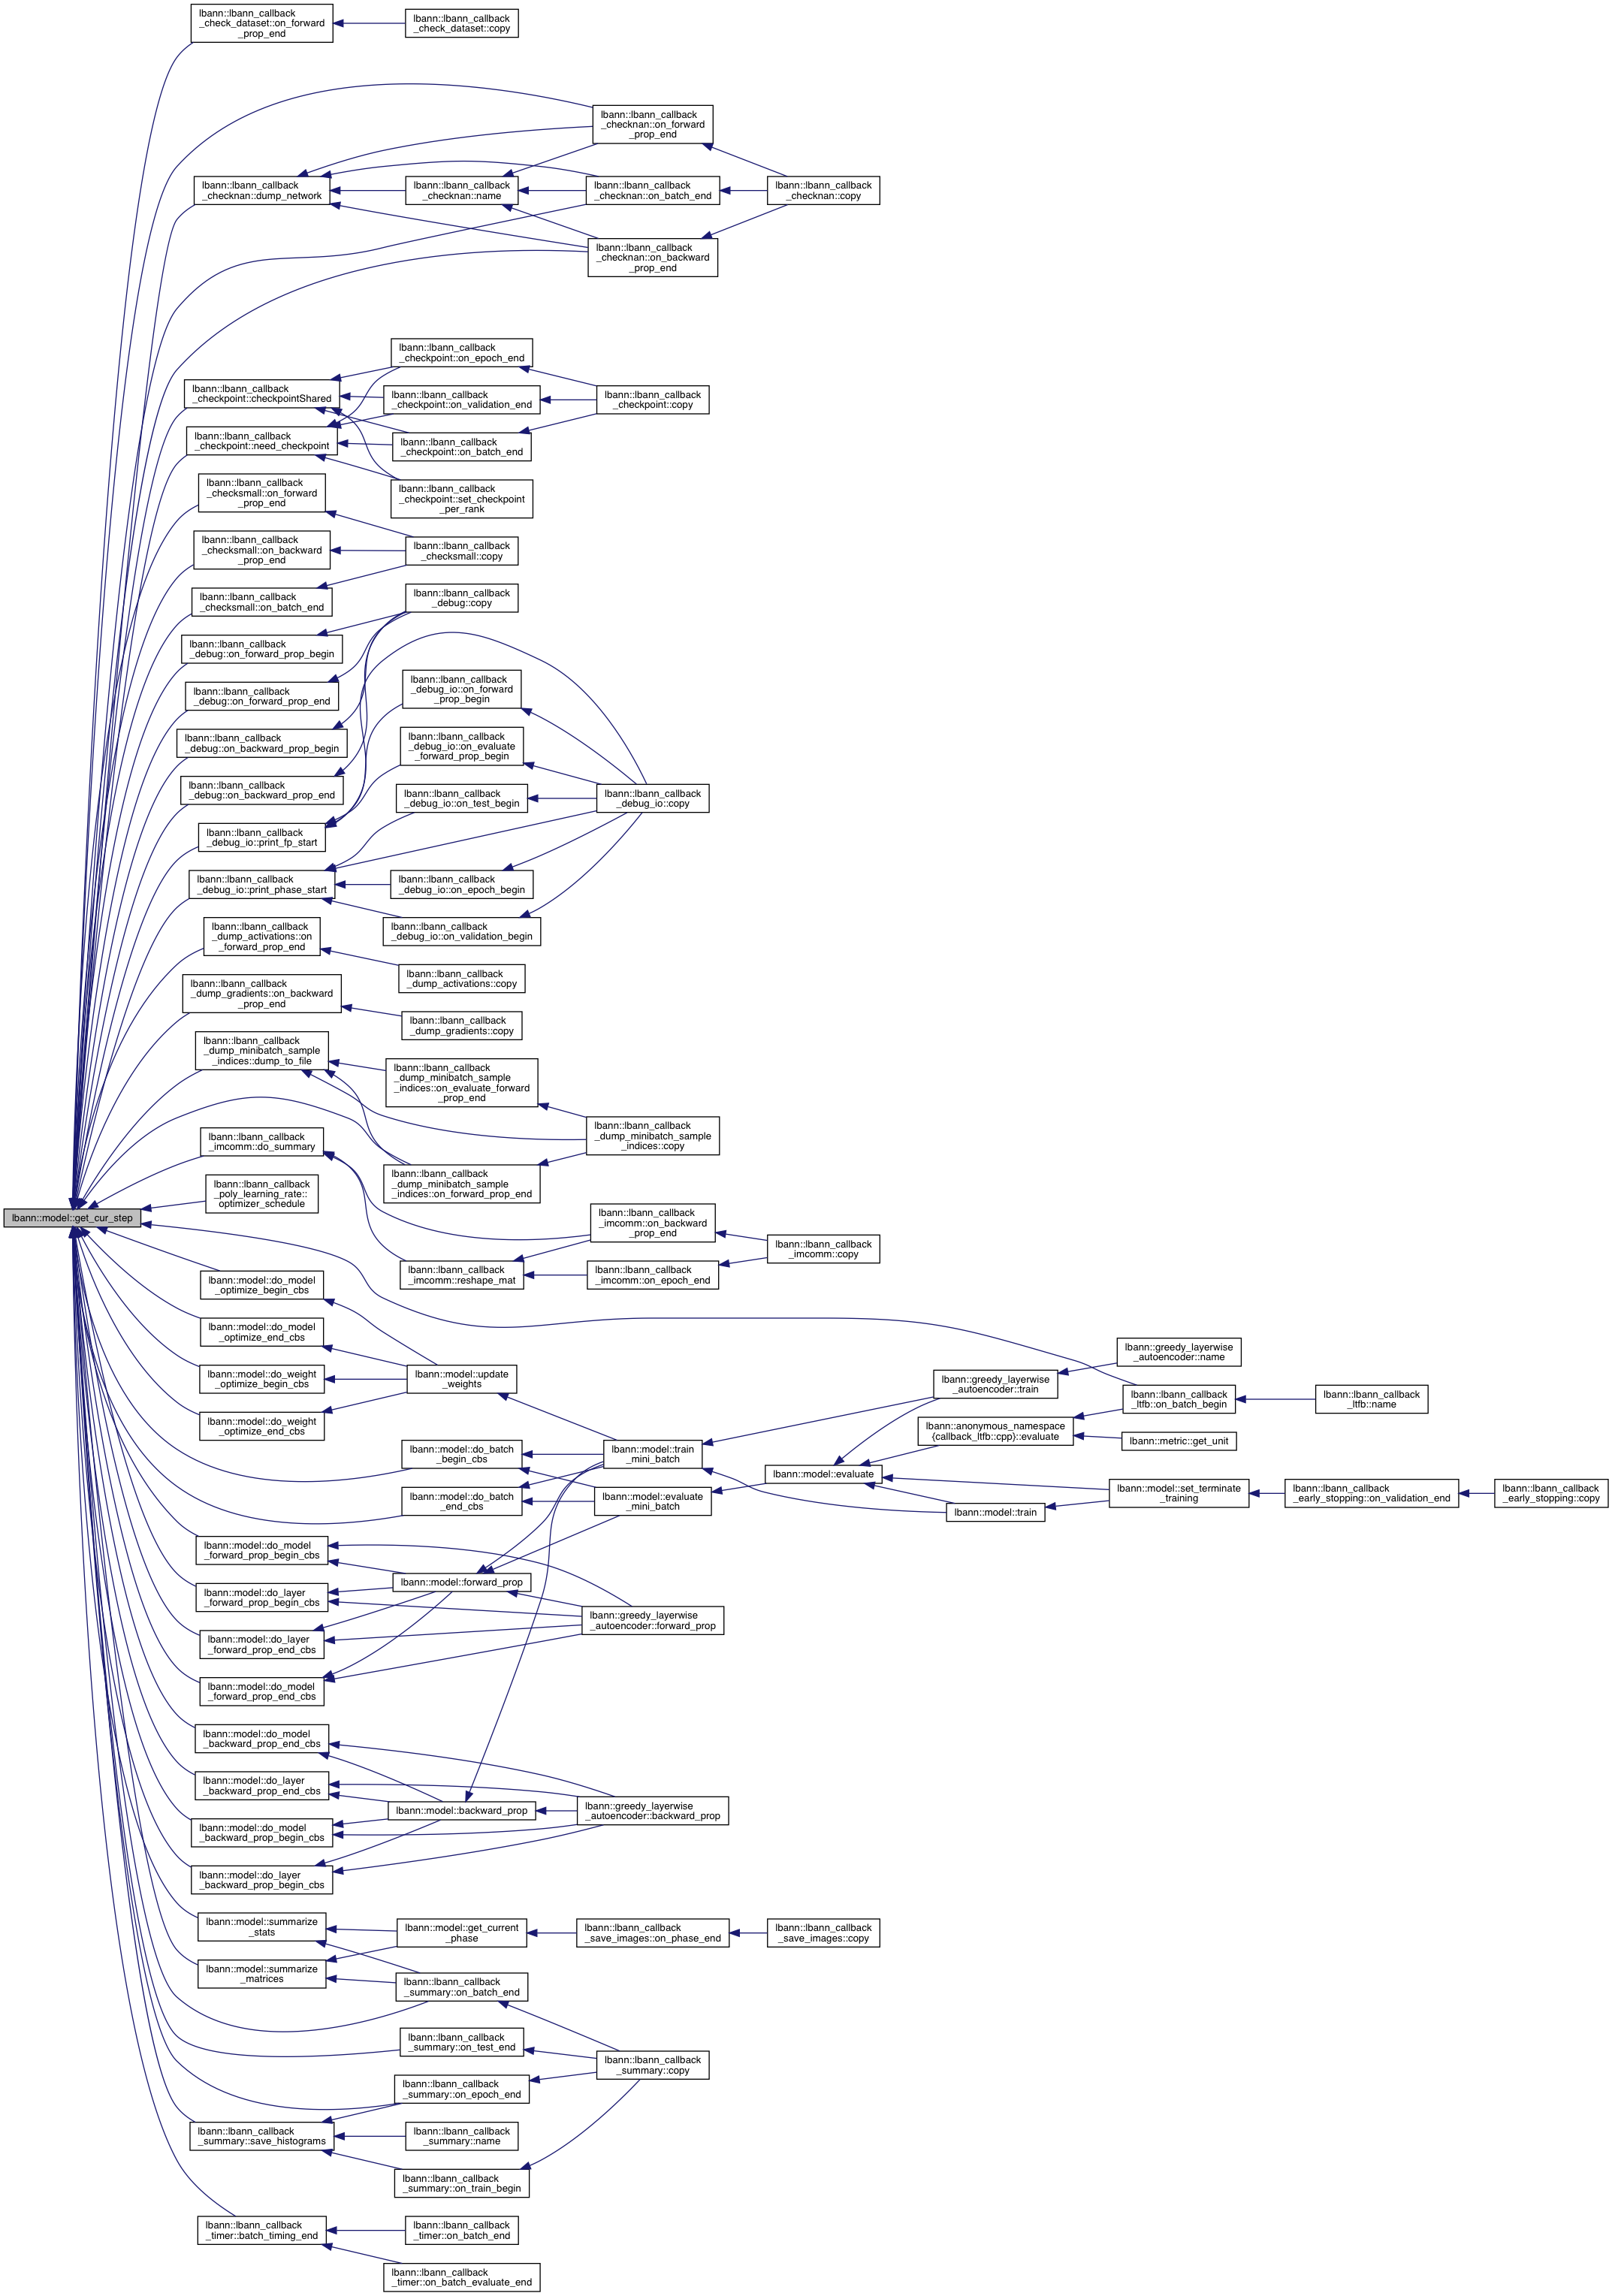 lbann::lbann_callback
_check_dataset::on_forward
_prop_end
lbann::lbann_callback
_check_dataset::copy
lbann::lbann_callback
_checknan::on_forward
_prop_end
lbann::lbann_callback
_checknan::dump_network
lbann::lbann_callback
_checknan::name
lbann::lbann_callback
_checknan::on_batch_end
lbann::lbann_callback
_checknan::copy
lbann::lbann_callback
_checknan::on_backward
_prop_end
lbann::lbann_callback
_checkpoint::on_epoch_end
lbann::lbann_callback
_checkpoint::checkpointShared
lbann::lbann_callback
_checkpoint::on_validation_end
lbann::lbann_callback
_checkpoint::copy
lbann::lbann_callback
_checkpoint::need_checkpoint
lbann::lbann_callback
_checkpoint::on_batch_end
lbann::lbann_callback
_checkpoint::set_checkpoint
_per_rank
lbann::lbann_callback
_checksmall::on_forward
_prop_end
lbann::lbann_callback
_checksmall::on_backward
_prop_end
lbann::lbann_callback
_checksmall::copy
lbann::lbann_callback
_checksmall::on_batch_end
lbann::lbann_callback
_debug::copy
lbann::lbann_callback
_debug::on_forward_prop_begin
lbann::lbann_callback
_debug::on_forward_prop_end
lbann::lbann_callback
_debug_io::on_forward
_prop_begin
lbann::lbann_callback
_debug::on_backward_prop_begin
lbann::lbann_callback
_debug_io::on_evaluate
_forward_prop_begin
lbann::lbann_callback
_debug::on_backward_prop_end
lbann::lbann_callback
_debug_io::on_test_begin
lbann::lbann_callback
_debug_io::copy
lbann::lbann_callback
_debug_io::print_fp_start
lbann::lbann_callback
_debug_io::print_phase_start
lbann::lbann_callback
_debug_io::on_epoch_begin
lbann::lbann_callback
_debug_io::on_validation_begin
lbann::lbann_callback
_dump_activations::on
_forward_prop_end
lbann::lbann_callback
_dump_activations::copy
lbann::lbann_callback
_dump_gradients::on_backward
_prop_end
lbann::lbann_callback
_dump_gradients::copy
lbann::lbann_callback
_dump_minibatch_sample
_indices::dump_to_file
lbann::lbann_callback
_dump_minibatch_sample
_indices::on_evaluate_forward
_prop_end
lbann::lbann_callback
_dump_minibatch_sample
_indices::copy
lbann::lbann_callback
_imcomm::do_summary
lbann::lbann_callback
_dump_minibatch_sample
_indices::on_forward_prop_end
lbann::lbann_callback
_poly_learning_rate::
optimizer_schedule
lbann::model::get_cur_step
lbann::lbann_callback
_imcomm::on_backward
_prop_end
lbann::lbann_callback
_imcomm::copy
lbann::lbann_callback
_imcomm::reshape_mat
lbann::lbann_callback
_imcomm::on_epoch_end
lbann::model::do_model
_optimize_begin_cbs
lbann::model::do_model
_optimize_end_cbs
lbann::model::do_weight
_optimize_begin_cbs
lbann::model::update
_weights
lbann::model::do_weight
_optimize_end_cbs
lbann::greedy_layerwise
_autoencoder::name
lbann::greedy_layerwise
_autoencoder::train
lbann::lbann_callback
_ltfb::on_batch_begin
lbann::lbann_callback
_ltfb::name
lbann::anonymous_namespace
{callback_ltfb.cpp}::evaluate
lbann::metric::get_unit
lbann::model::do_batch
_begin_cbs
lbann::model::train
_mini_batch
lbann::model::evaluate
lbann::model::do_batch
_end_cbs
lbann::model::evaluate
_mini_batch
lbann::model::set_terminate
_training
lbann::lbann_callback
_early_stopping::on_validation_end
lbann::lbann_callback
_early_stopping::copy
lbann::model::train
lbann::model::do_model
_forward_prop_begin_cbs
lbann::model::forward_prop
lbann::model::do_layer
_forward_prop_begin_cbs
lbann::greedy_layerwise
_autoencoder::forward_prop
lbann::model::do_layer
_forward_prop_end_cbs
lbann::model::do_model
_forward_prop_end_cbs
lbann::model::do_model
_backward_prop_end_cbs
lbann::model::do_layer
_backward_prop_end_cbs
lbann::model::backward_prop
lbann::greedy_layerwise
_autoencoder::backward_prop
lbann::model::do_model
_backward_prop_begin_cbs
lbann::model::do_layer
_backward_prop_begin_cbs
lbann::model::summarize
_stats
lbann::model::get_current
_phase
lbann::lbann_callback
_save_images::on_phase_end
lbann::lbann_callback
_save_images::copy
lbann::model::summarize
_matrices
lbann::lbann_callback
_summary::on_batch_end
lbann::lbann_callback
_summary::on_test_end
lbann::lbann_callback
_summary::copy
lbann::lbann_callback
_summary::on_epoch_end
lbann::lbann_callback
_summary::save_histograms
lbann::lbann_callback
_summary::name
lbann::lbann_callback
_summary::on_train_begin
lbann::lbann_callback
_timer::batch_timing_end
lbann::lbann_callback
_timer::on_batch_end
lbann::lbann_callback
_timer::on_batch_evaluate_end